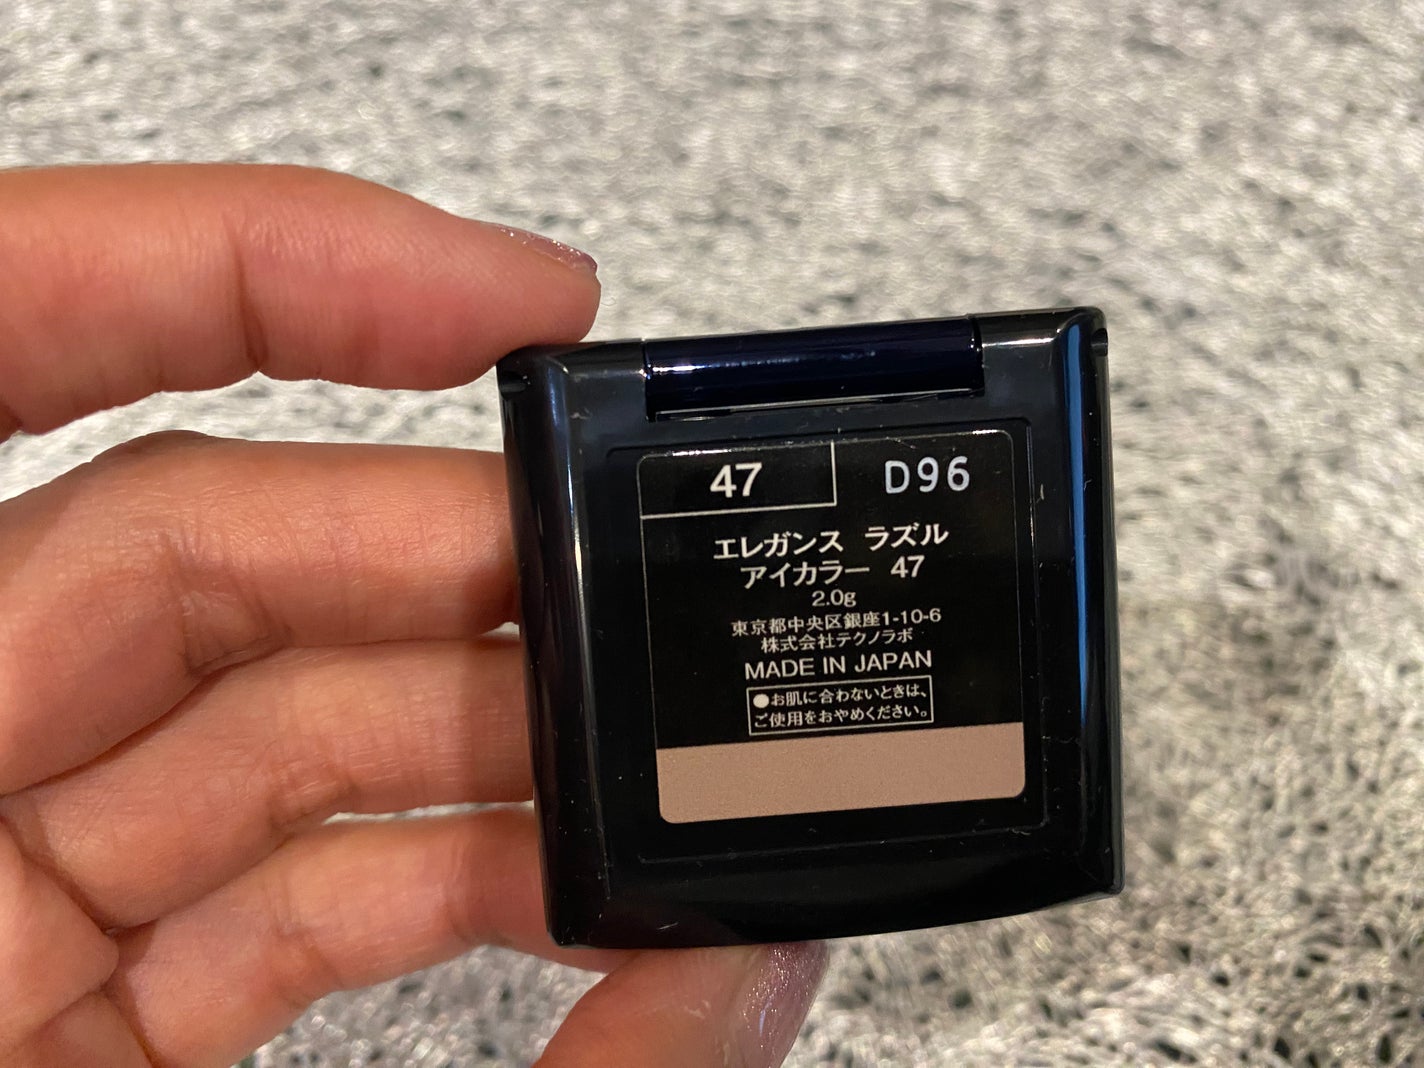 47 D96
エレガンス ラズル
アイカラー 47
2.0g
東京都中央区銀座1-10-6
株式会社テクノラボ
MADE IN JAPAN
●お肌に合わないときは、
ご使用をおやめください。